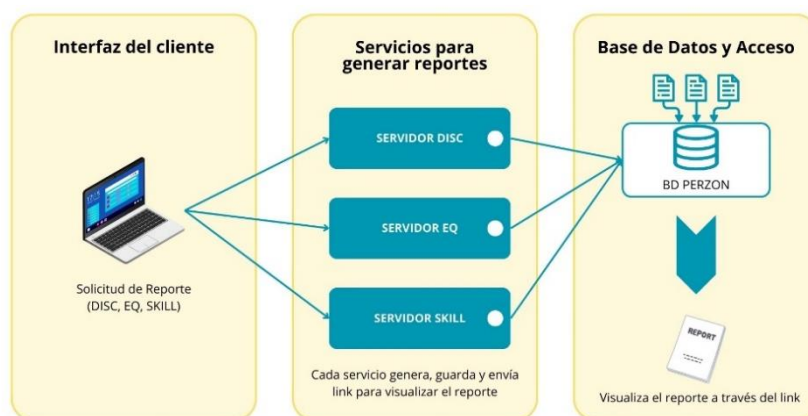 Interfaz del cliente
Solicitud de Reporte
(DISC, EQ, SKILL)
Servicios para
generar reportes
SERVIDOR DISC
SERVIDOR EQ
SERVIDOR SKILL
Cada servicio genera, guarda y envía
link para visualizar el reporte
Base de Datos y Acceso
BD PERZON
REPORT
Visualiza el reporte a través del link